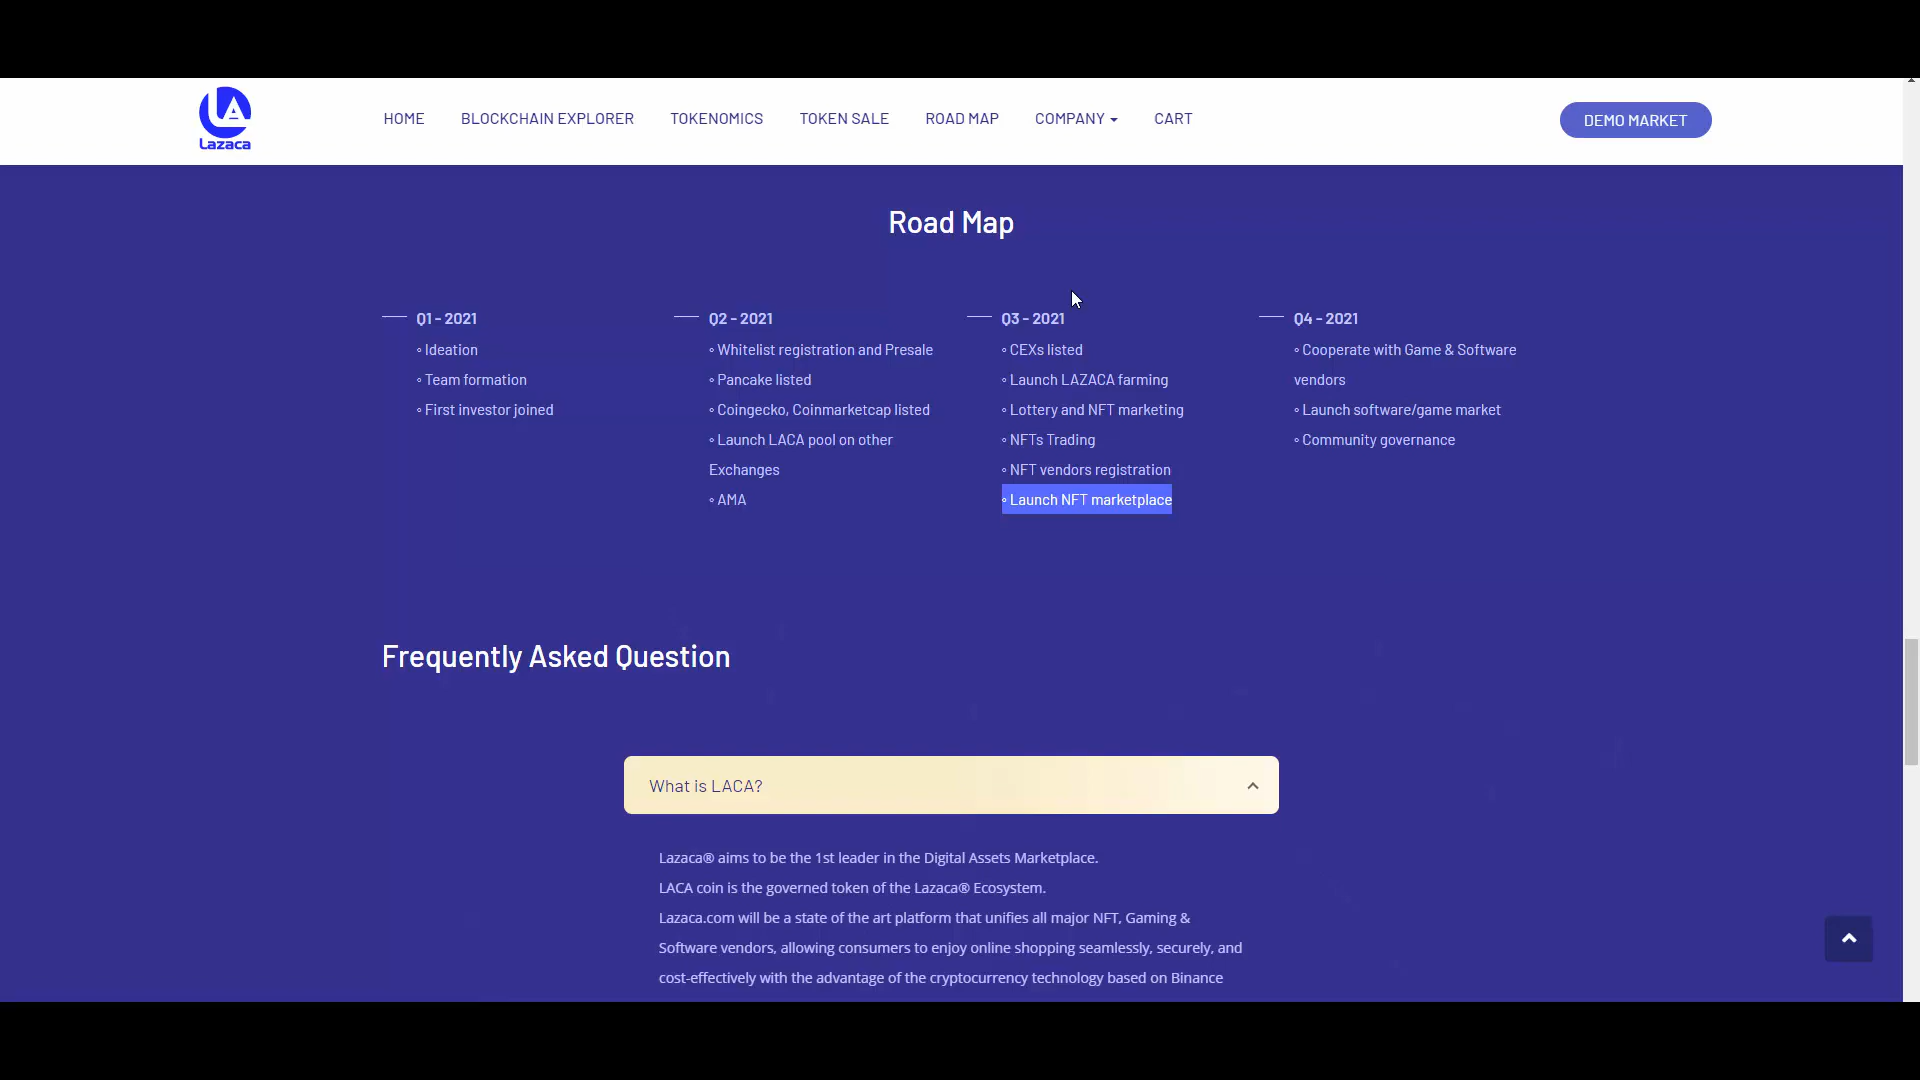 LA
Lazaca
HOME
BLOCKCHAIN EXPLORER
TOKENOMICS
TOKEN SALE
ROAD MAP
COMPANY
CART
DEMO MARKET
Road Map
Q1 - 2021
◦ Ideation
◦ Team formation
◦ First investor joined
Q2 - 2021
◦ Whitelist registration and Presale
◦ Pancake listed
◦ Coingecko, Coinmarketcap listed
◦ Launch LACA pool on other
Exchanges
◦ AMA
Q3 - 2021
◦ CEXs listed
◦ Launch LAZACA farming
◦ Lottery and NFT marketing
◦ NFTs Trading
◦ NFT vendors registration
◦ Launch NFT marketplace
Q4 - 2021
◦ Cooperate with Game & Software
vendors
◦ Launch software/game market
◦ Community governance
Frequently Asked Question
What is LACA?
Lazaca® aims to be the 1st leader in the Digital Assets Marketplace.
LACA coin is the governed token of the Lazaca® Ecosystem.
Lazaca.com will be a state of the art platform that unifies all major NFT, Gaming &
Software vendors, allowing consumers to enjoy online shopping seamlessly, securely, and
cost-effectively with the advantage of the cryptocurrency technology based on Binance